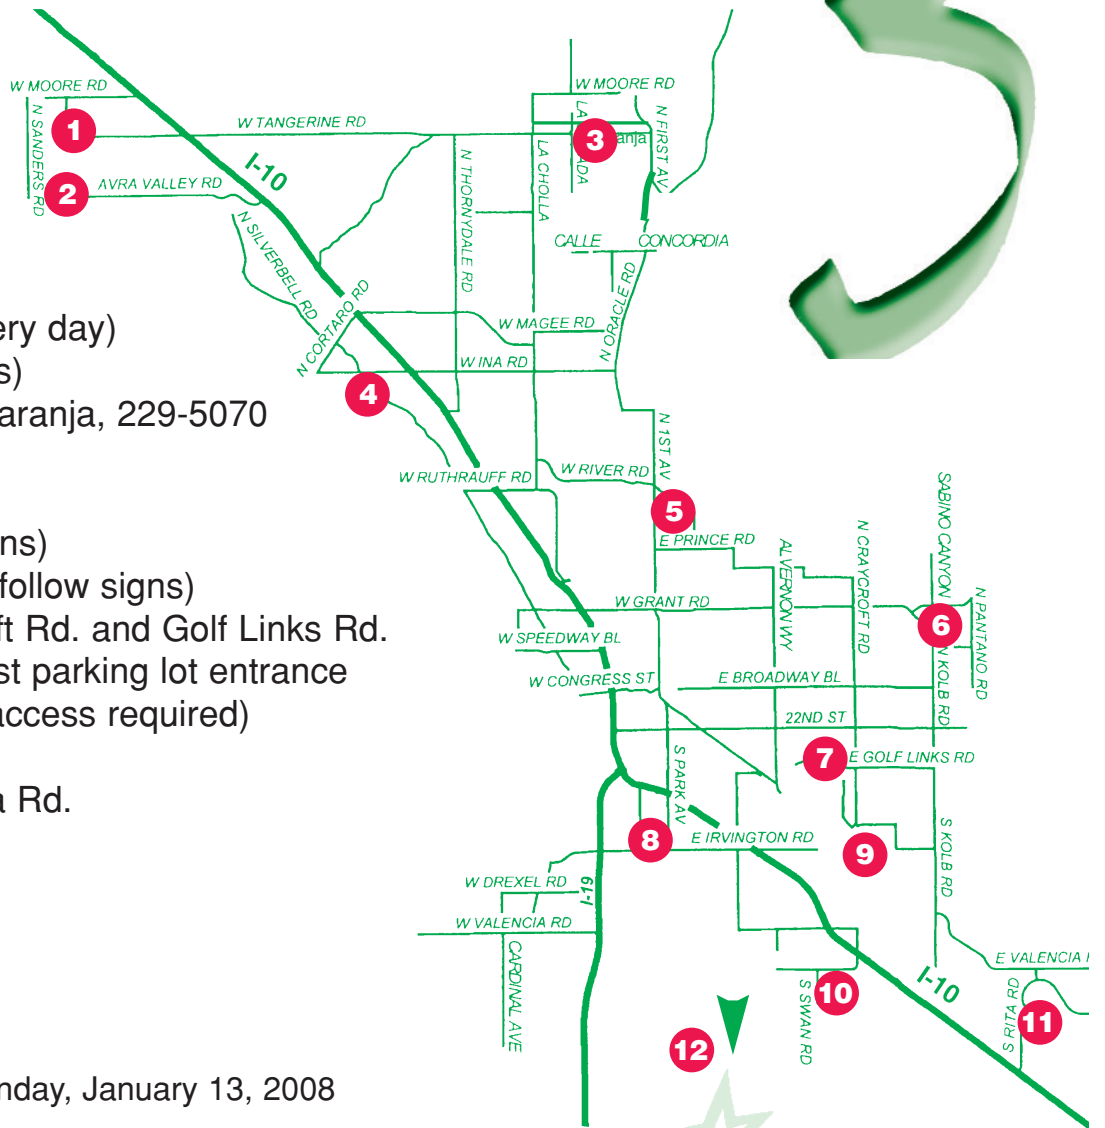 W MOORE RD
W MOORE RD
N SANDERS RD
1
W TANGERINE RD
LA
3
anja
ADA
N FIRST AV
I-10
N THORNYDALE RD
LA CHOLLA
2
AVRA VALLEY RD
N SILVERBELL RD
CALLE CONCORDIA
N CORTARO RD
N ORACLE RD
ery day)
W MAGEE RD
s)
W INA RD
4
aranja, 229-5070
N 1ST AV
W RUTHRAUFF RD
W RIVER RD
SABINO CANYON
5
N CRAYCROFT RD
ns)
E PRINCE RD
ALVERNON WY
follow signs)
W GRANT RD
N PANTANO RD
6
ft Rd. and Golf Links Rd.
W SPEEDWAY BL
N KOLB RD
st parking lot entrance
W CONGRESS ST
E BROADWAY BL
access required)
22ND ST
7
E GOLF LINKS RD
S PARK AV
a Rd.
8
E IRVINGTON RD
9
S KOLB RD
W DREXEL RD
I-19
W VALENCIA RD
CARDINAL AVE
E VALENCIA
I-10
10
S SWAN RD
S RITA RD
11
12
nday, January 13, 2008